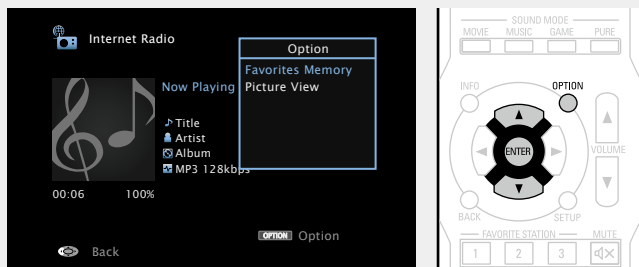 Internet Radio
Option
Favorites Memory
Picture View
Now Playing
Title
Artist
Album
MP3 128kbps
00:06 100%
OPTION Option
Back
SOUND MODE
MOVIE MUSIC GAME PURE
INFO OPTION
ENTER
VOLUME
BACK SETUP
FAVORITE STATION MUTE
1 2 3